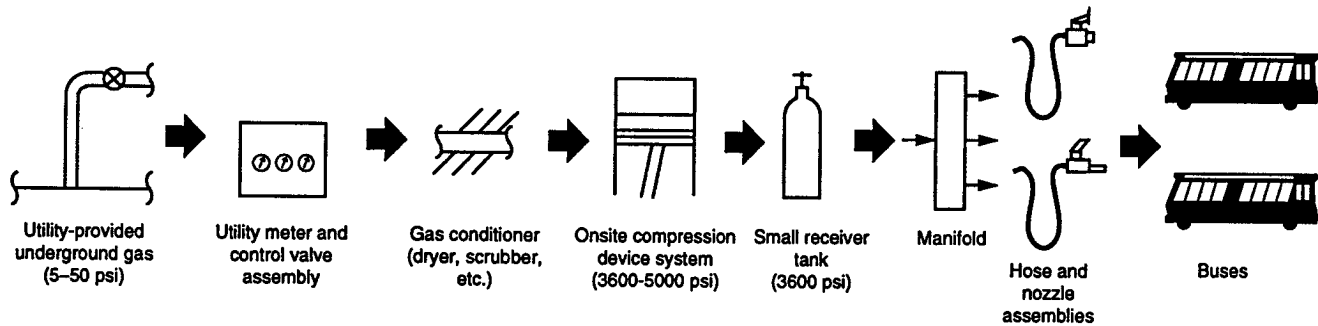 Utility-provided
underground gas
(5–50 psi)
Utility meter and
control valve
assembly
Gas conditioner
(dryer, scrubber,
etc.)
Onsite compression
device system
(3600-5000 psi)
Small receiver
tank
(3600 psi)
Manifold
Hose and
nozzle
assemblies
Buses